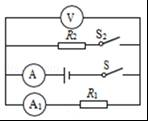 V
R₂ S₂
A S
A₁ R₁